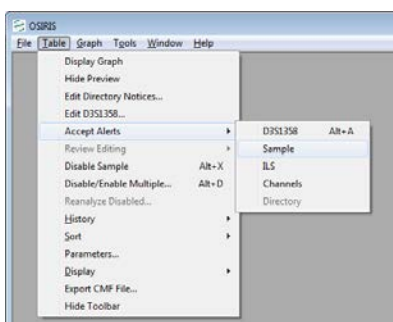 OSIRIS
File Table Graph Tools Window Help
Display Graph
Hide Preview
Edit Directory Notices...
Edit D3S1358...
Accept Alerts
Review Editing
Disable Sample Alt+X
Disable/Enable Multiple... Alt+D
Reanalyze Disabled...
History
Sort
Parameters...
Display
Export CMF File...
Hide Toolbar
D3S1358 Alt+A
Sample
ILS
Channels
Directory